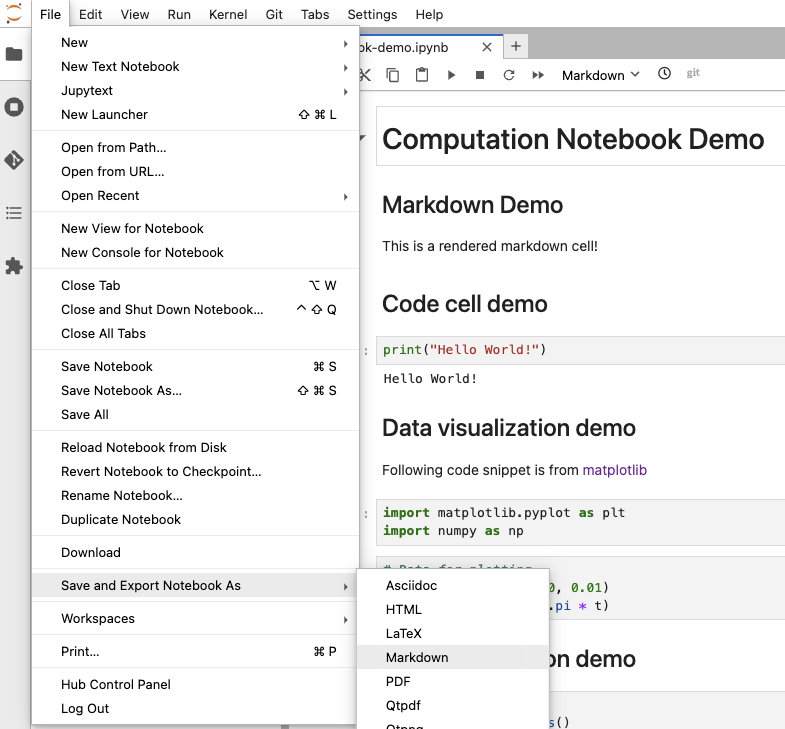 File Edit View Run Kernel Git Tabs Settings Help
New
New Text Notebook
Jupytext
New Launcher ⇧ ⌘ L
Open from Path...
Open from URL...
Open Recent
New View for Notebook
New Console for Notebook
Close Tab ⌥ W
Close and Shut Down Notebook... ^ ⇧ Q
Close All Tabs
Save Notebook ⌘ S
Save Notebook As... ⇧ ⌘ S
Save All
Reload Notebook from Disk
Revert Notebook to Checkpoint...
Rename Notebook...
Duplicate Notebook
Download
Save and Export Notebook As
Workspaces
Print... ⌘ P
Hub Control Panel
Log Out
Asciidoc
HTML
LaTeX
Markdown
PDF
Qtpdf
Qtpng
ok-demo.ipynb
Markdown git
Computation Notebook Demo
Markdown Demo
This is a rendered markdown cell!
Code cell demo
print("Hello World!")
Hello World!
Data visualization demo
Following code snippet is from matplotlib
import matplotlib.pyplot as plt
import numpy as np
# Data for plotting
0, 0.01)
.pi * t)
on demo
s()